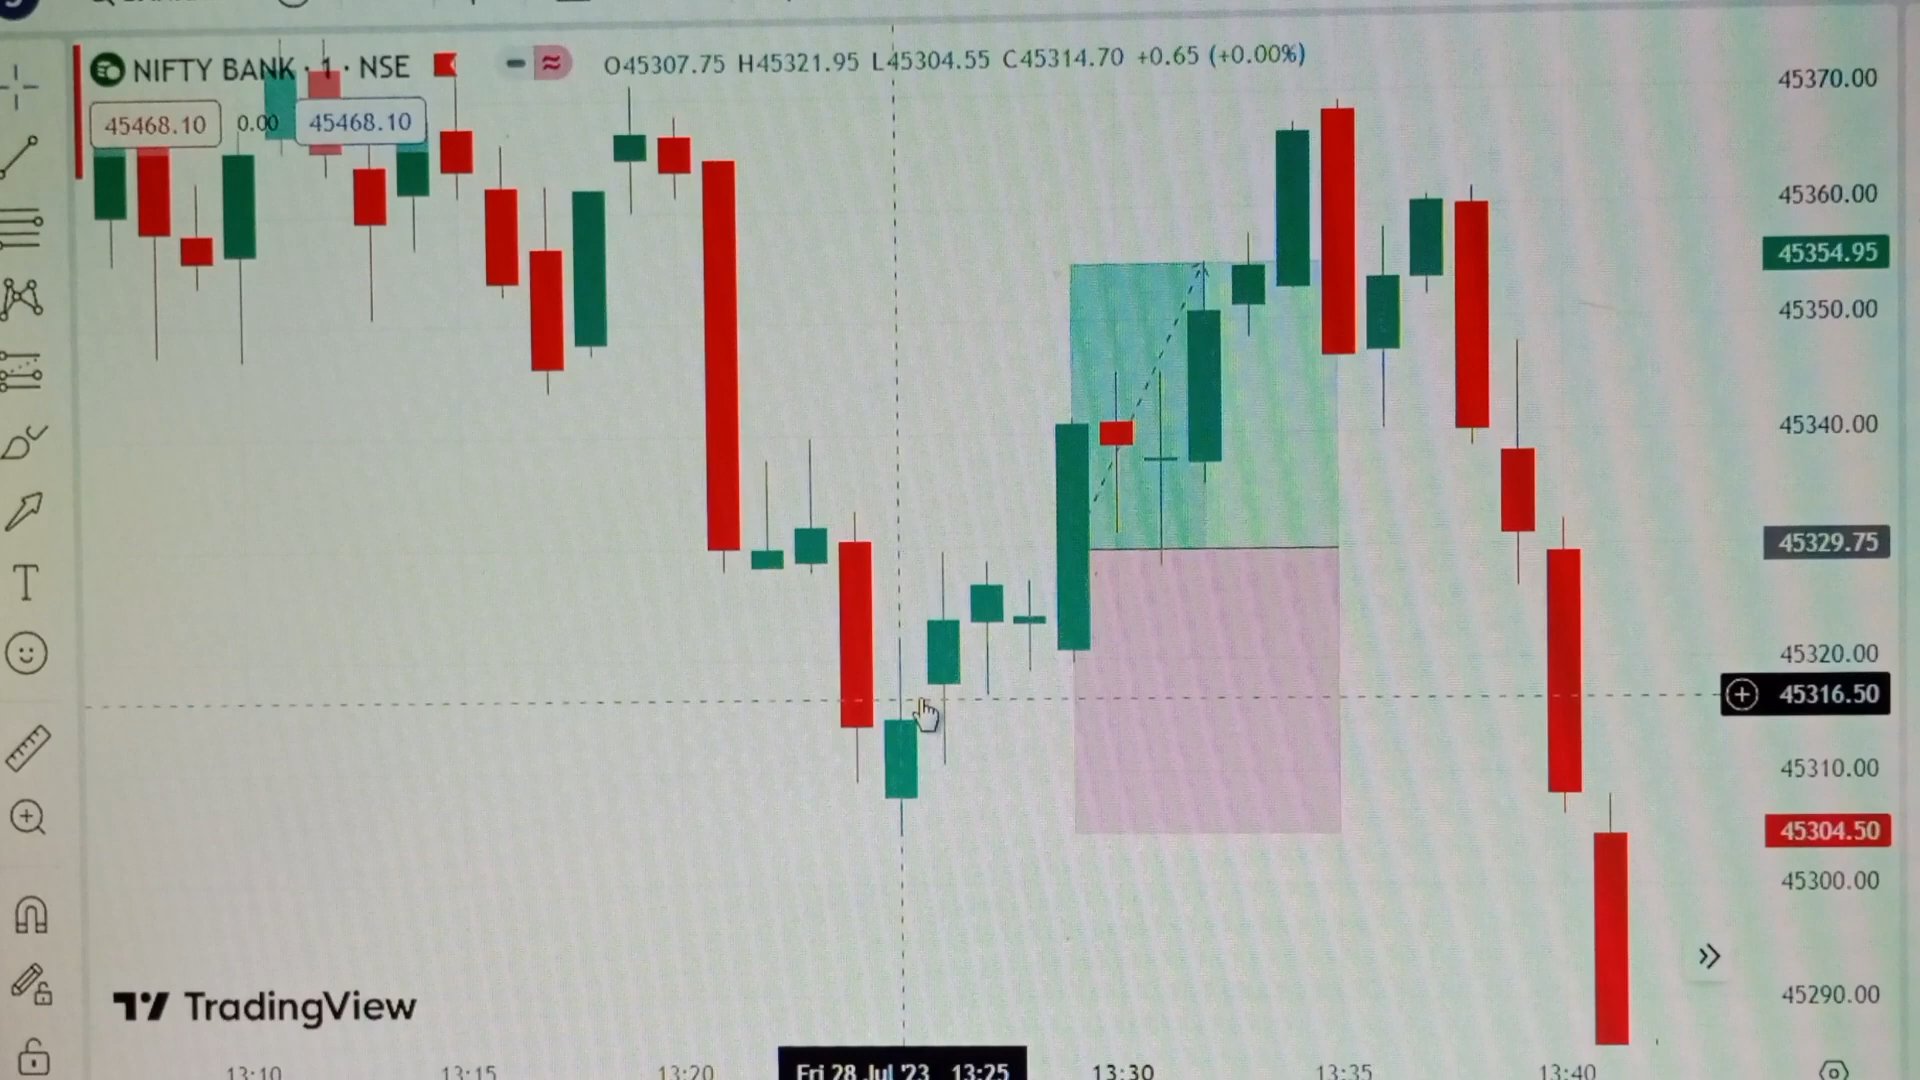 NIFTY BANK · 1 · NSE
O45307.75 H45321.95 L45304.55 C45314.70 +0.65 (+0.00%)
45468.10 0.00 45468.10
45370.00
45360.00
45354.95
45350.00
45340.00
45329.75
45320.00
45316.50
45310.00
45304.50
45300.00
45290.00
T
TradingView
13:10 13:15 13:20 Fri 28 Jul '23 13:25 13:30 13:35 13:40